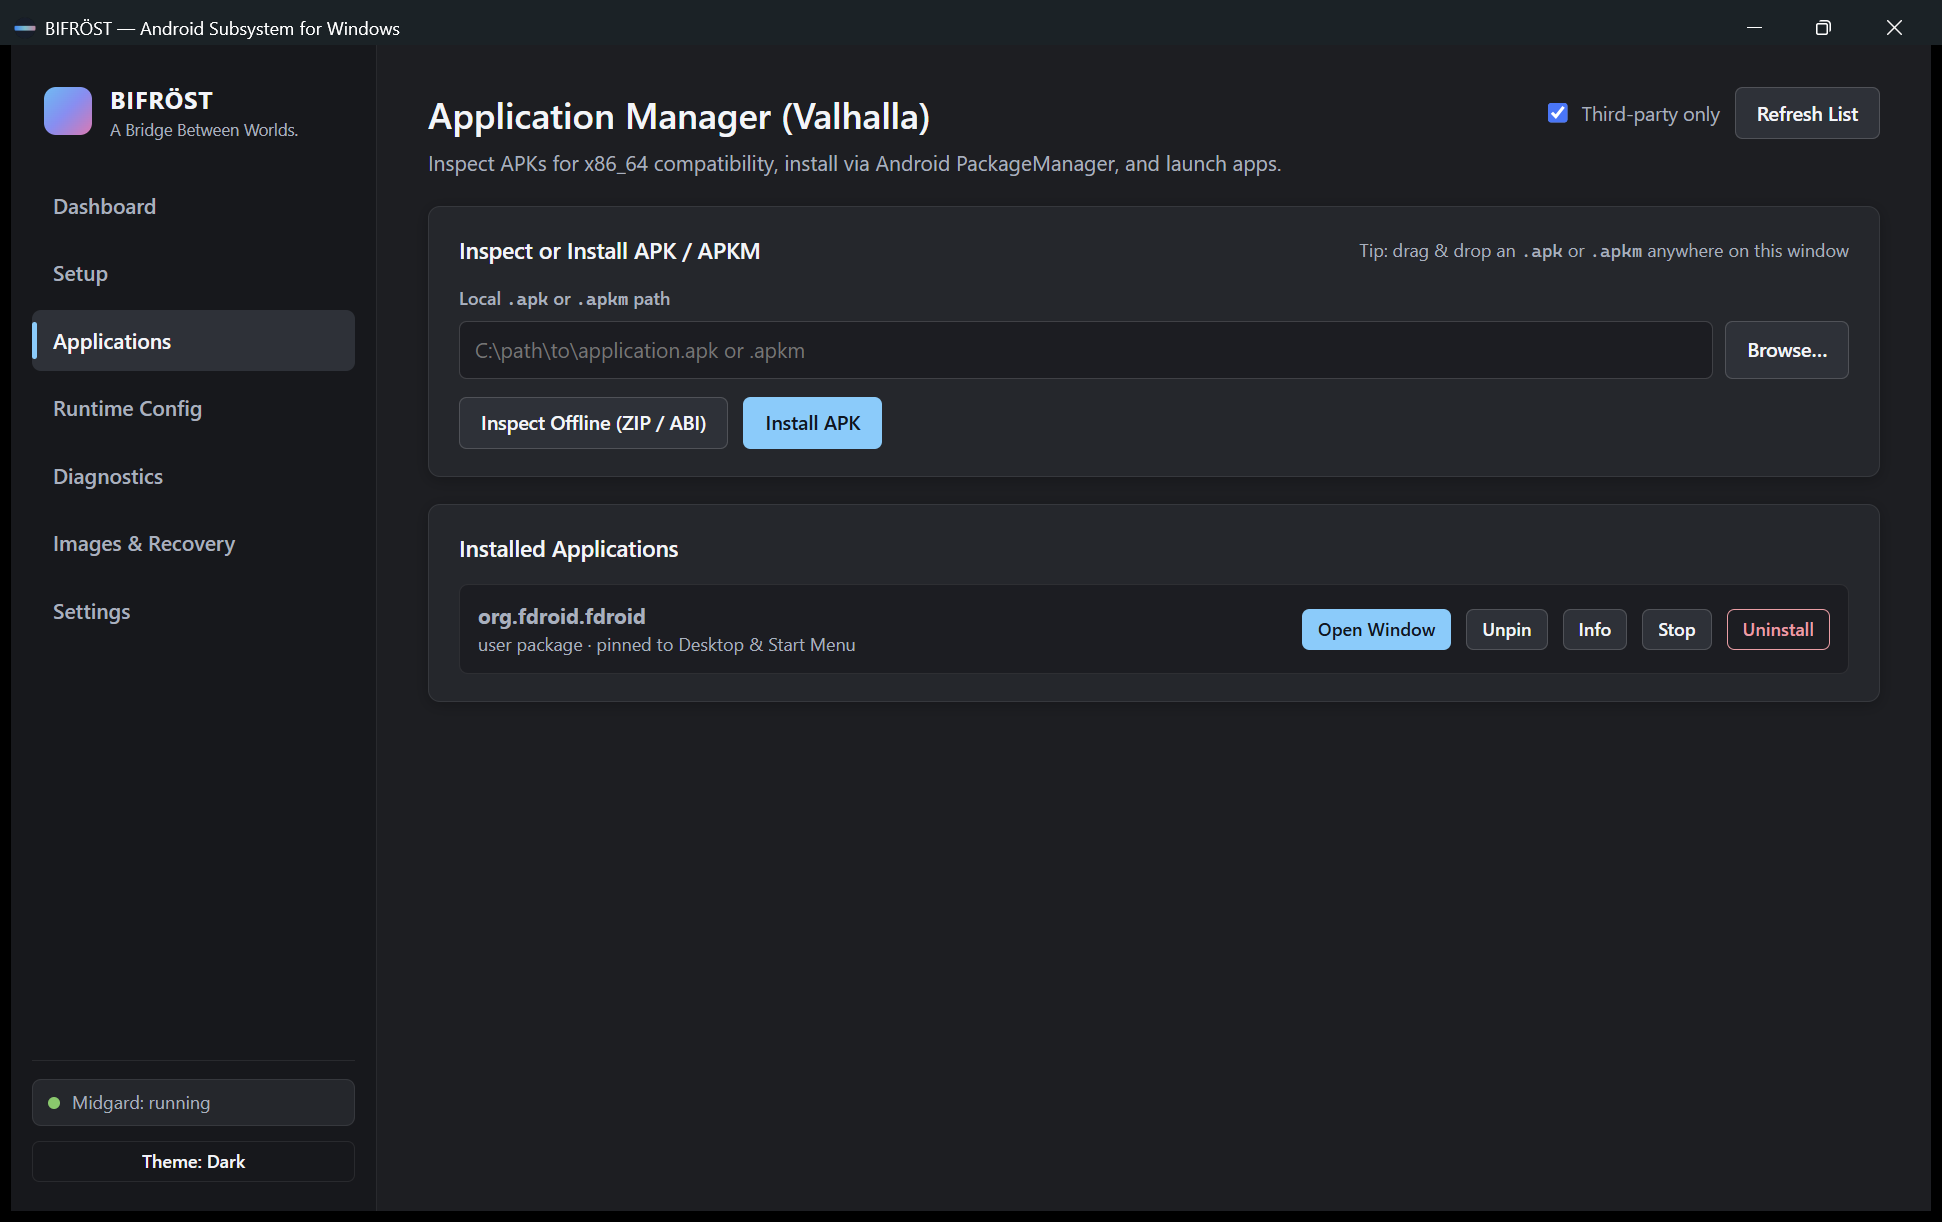 BIFRÖST — Android Subsystem for Windows
BIFRÖST
A Bridge Between Worlds.
Dashboard
Setup
Applications
Runtime Config
Diagnostics
Images & Recovery
Settings
Midgard: running
Theme: Dark
Application Manager (Valhalla)
Inspect APKs for x86_64 compatibility, install via Android PackageManager, and launch apps.
Third-party only
Refresh List
Inspect or Install APK / APKM
Tip: drag & drop an .apk or .apkm anywhere on this window
Local .apk or .apkm path
C:\path\to\application.apk or .apkm
Browse...
Inspect Offline (ZIP / ABI)
Install APK
Installed Applications
org.fdroid.fdroid
user package · pinned to Desktop & Start Menu
Open Window
Unpin
Info
Stop
Uninstall